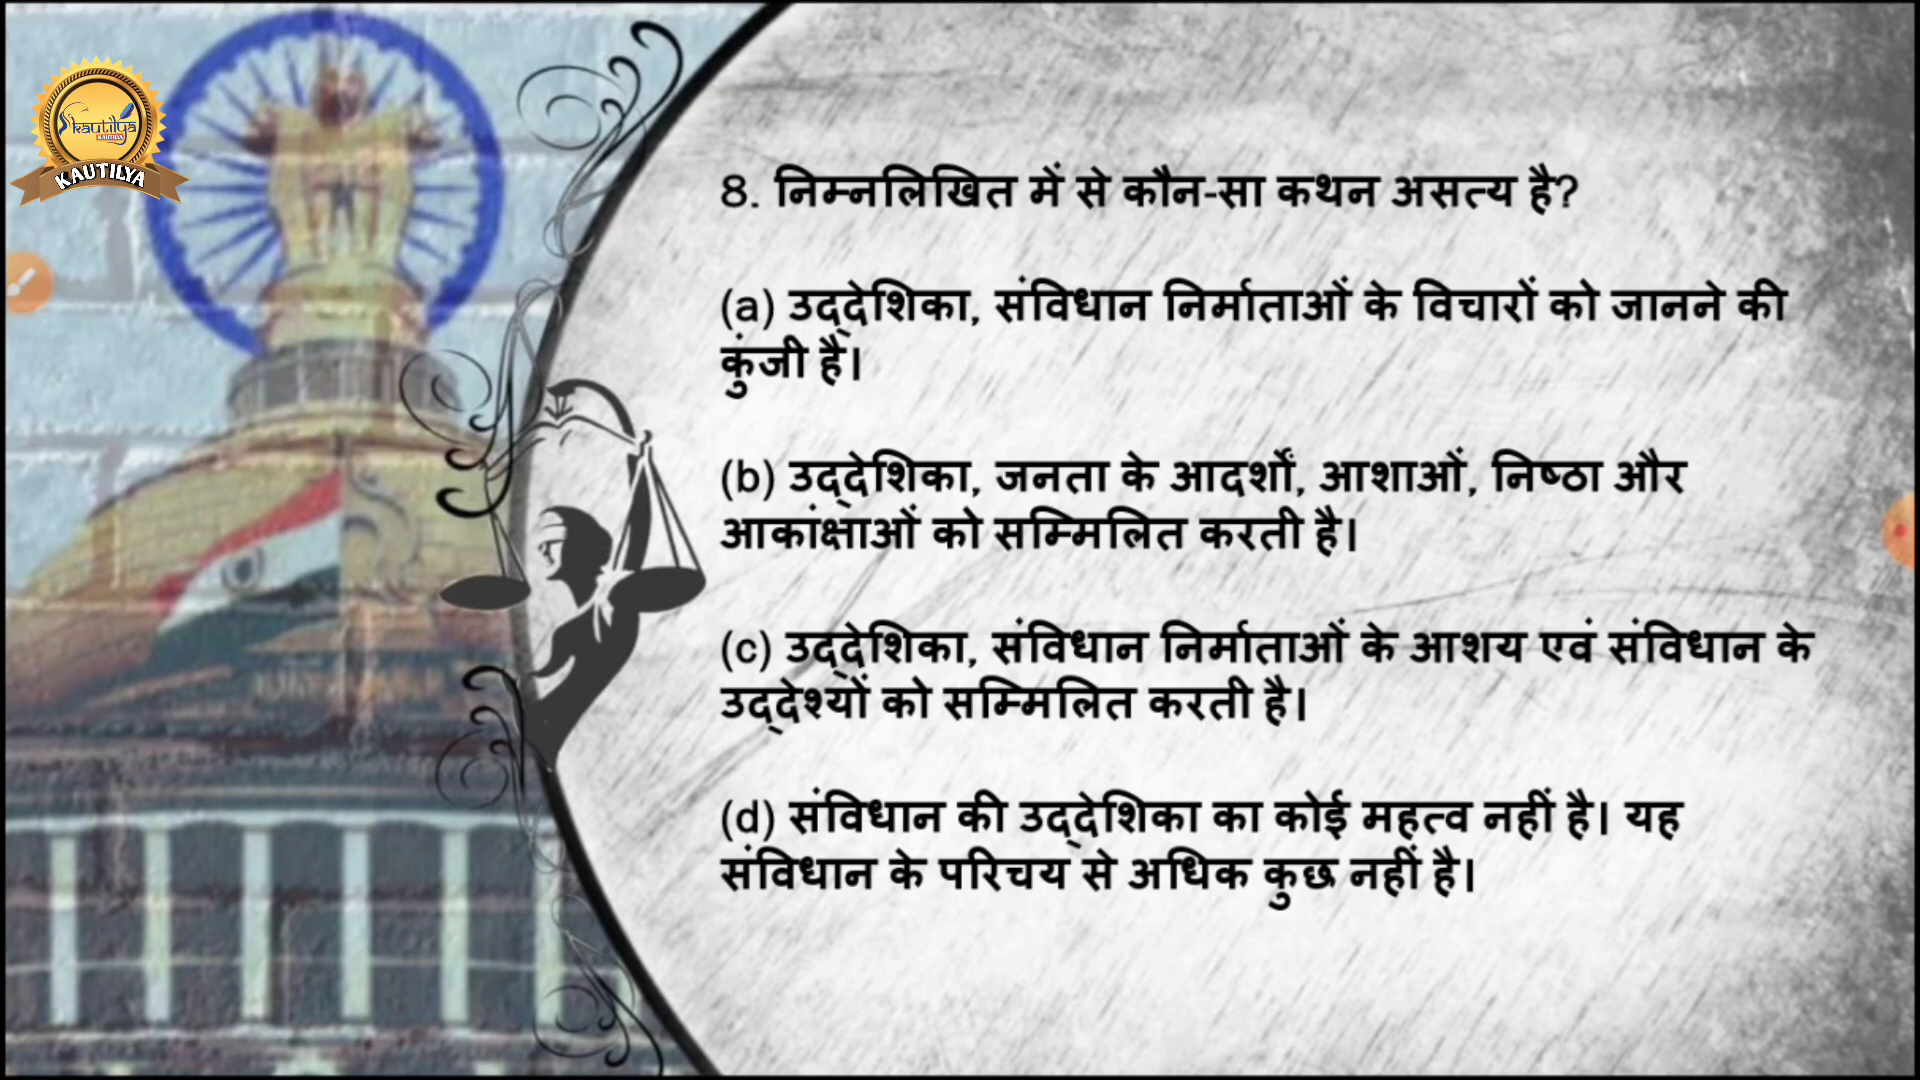 kautilya
KAUTILYA
8. निम्नलिखित में से कौन-सा कथन असत्य है?
(a) उद्देशिका, संविधान निर्माताओं के विचारों को जानने की
कुंजी है।
(b) उद्देशिका, जनता के आदर्शों, आशाओं, निष्ठा और
आकांक्षाओं को सम्मिलित करती है।
(c) उद्देशिका, संविधान निर्माताओं के आशय एवं संविधान के
उद्देश्यों को सम्मिलित करती है।
(d) संविधान की उद्देशिका का कोई महत्व नहीं है। यह
संविधान के परिचय से अधिक कुछ नहीं है।